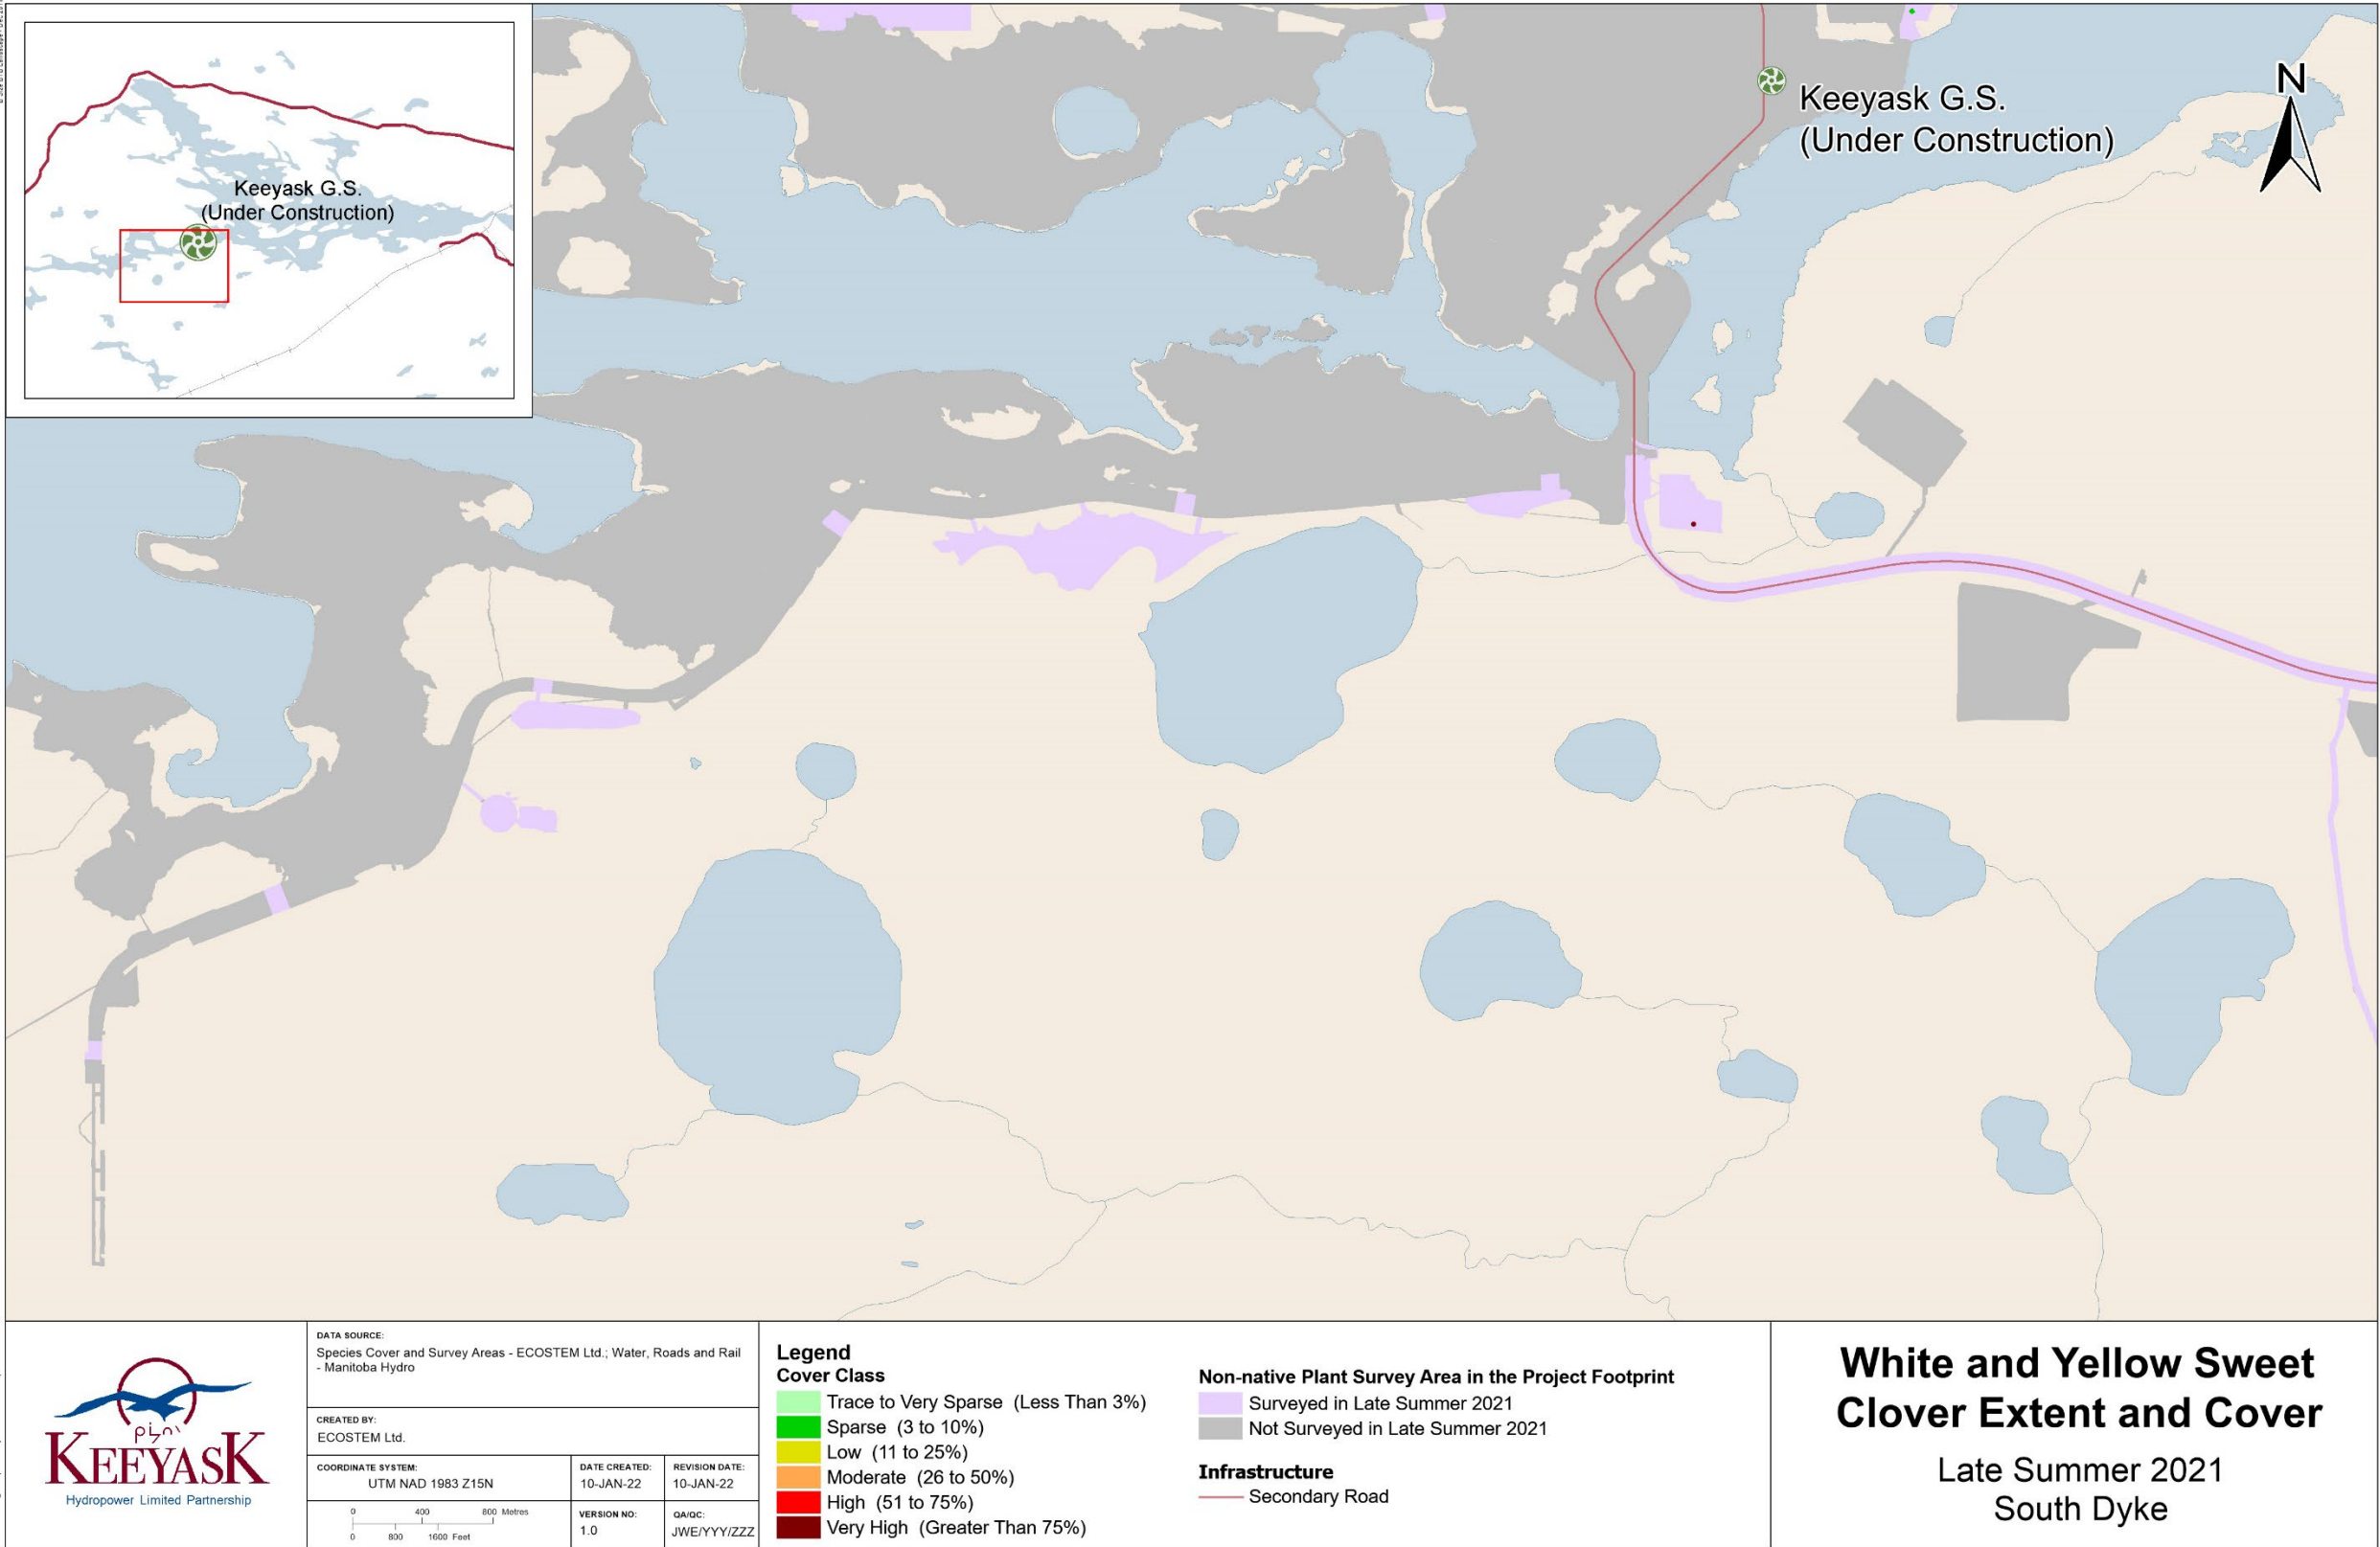 Keeyask G.S.
(Under Construction)
Keeyask G.S.
(Under Construction)
N
KEEYASK
Hydropower Limited Partnership
DATA SOURCE:
Species Cover and Survey Areas - ECOSTEM Ltd.; Water, Roads and Rail
- Manitoba Hydro
CREATED BY:
ECOSTEM Ltd.
COORDINATE SYSTEM:
UTM NAD 1983 Z15N
DATE CREATED:
10-JAN-22
REVISION DATE:
10-JAN-22
0 400 800 Metres
0 800 1600 Feet
VERSION NO:
1.0
QA/QC:
JWE/YYY/ZZZ
Legend
Cover Class
Trace to Very Sparse (Less Than 3%)
Sparse (3 to 10%)
Low (11 to 25%)
Moderate (26 to 50%)
High (51 to 75%)
Very High (Greater Than 75%)
Non-native Plant Survey Area in the Project Footprint
Surveyed in Late Summer 2021
Not Surveyed in Late Summer 2021
Infrastructure
Secondary Road
White and Yellow Sweet
Clover Extent and Cover
Late Summer 2021
South Dyke